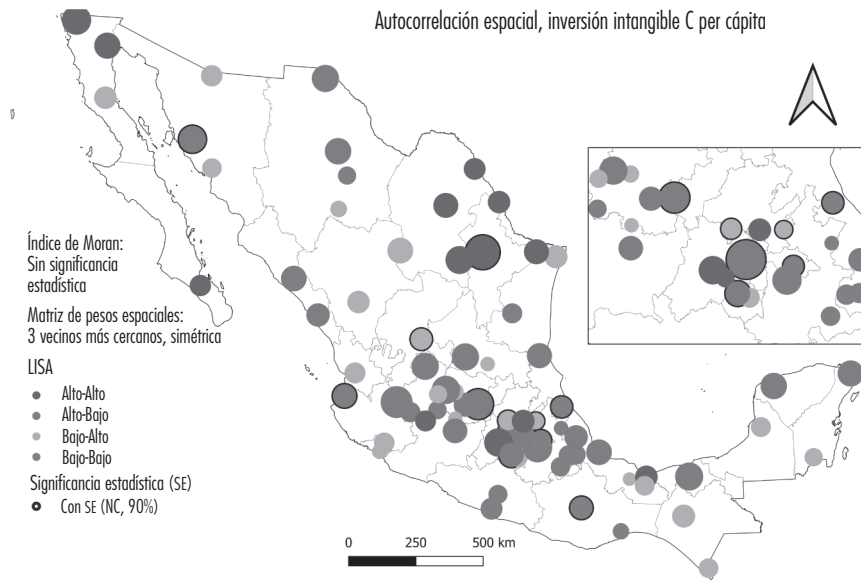 Autocorrelación espacial, inversión intangible C per cápita
Índice de Moran:
Sin significancia
estadística
Matriz de pesos espaciales:
3 vecinos más cercanos, simétrica
LISA
Alto-Alto
Alto-Bajo
Bajo-Alto
Bajo-Bajo
Significancia estadística (SE)
Con SE (NC, 90%)
0 250 500 km